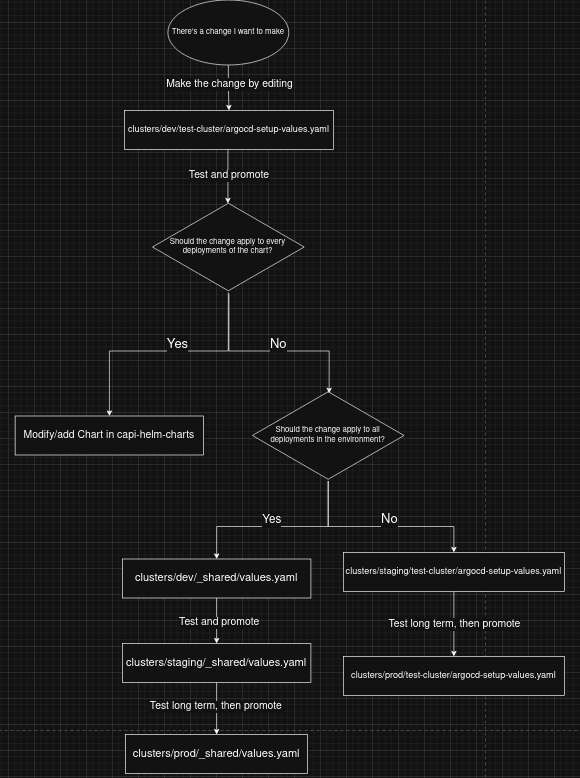 There's a change I want to make
Make the change by editing
clusters/dev/test-cluster/argocd-setup-values.yaml
Test and promote
Should the change apply to every
deployments of the chart?
Yes
No
Modify/add Chart in capi-helm-charts
Should the change apply to all
deployments in the environment?
Yes
No
clusters/dev/_shared/values.yaml
clusters/staging/test-cluster/argocd-setup-values.yaml
Test and promote
Test long term, then promote
clusters/staging/_shared/values.yaml
clusters/prod/test-cluster/argocd-setup-values.yaml
Test long term, then promote
clusters/prod/_shared/values.yaml